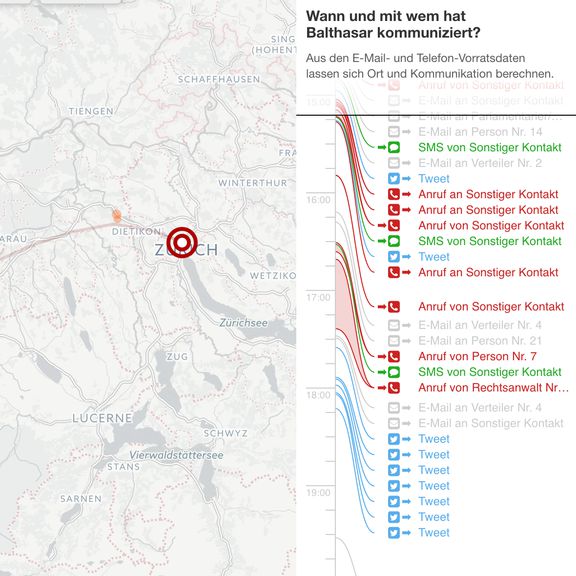 SING
(HOHENT
SCHAFFHAUSEN
TIENGEN
FRA
WINTERTHUR
DIETIKON
ARAU
ZÜRICH
WETZIKO
Zürichsee
ZUG
LUCERNE
SCHWYZ
Vierwaldstättersee
STANS
SARNEN
Wann und mit wem hat
Balthasar kommuniziert?
Aus den E-Mail- und Telefon-Vorratsdaten
lassen sich Ort und Kommunikation berechnen.
Anruf von Sonstiger Kontakt
15:00
E-Mail an Sonstiger Kontakt
E-Mail an Parlamentarier/…
E-Mail an Person Nr. 14
SMS von Sonstiger Kontakt
E-Mail an Verteiler Nr. 2
Tweet
16:00
Anruf an Sonstiger Kontakt
Anruf an Sonstiger Kontakt
Anruf von Sonstiger Kontakt
SMS von Sonstiger Kontakt
Tweet
Anruf an Sonstiger Kontakt
17:00
Anruf von Sonstiger Kontakt
E-Mail an Verteiler Nr. 4
E-Mail an Person Nr. 21
Anruf von Person Nr. 7
SMS von Sonstiger Kontakt
Anruf von Rechtsanwalt Nr…
18:00
E-Mail an Verteiler Nr. 4
E-Mail an Sonstiger Kontakt
Tweet
Tweet
Tweet
Tweet
19:00
Tweet
Tweet
Tweet